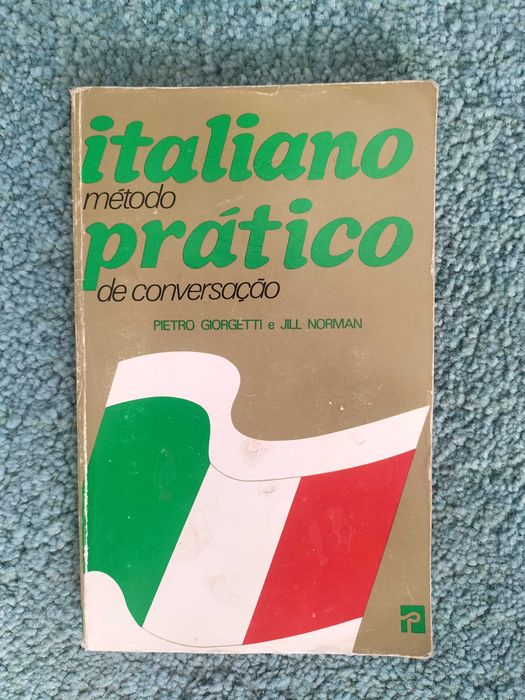 italiano
método
prático
de conversação
PIETRO GIORGETTI e JILL NORMAN